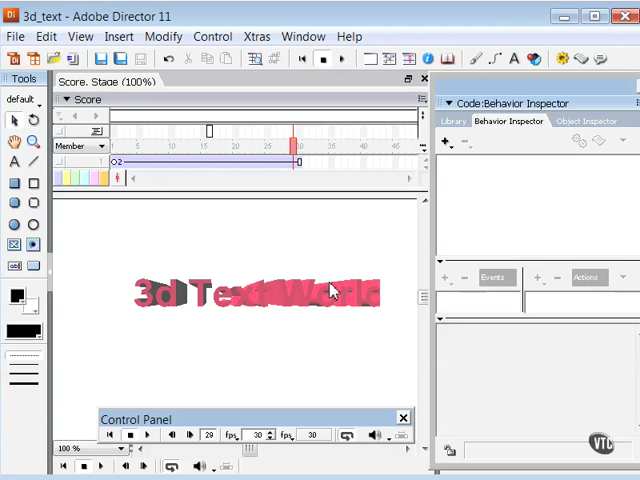 3d_text - Adobe Director 11
File Edit View Insert Modify Control Xtras Window Help
Tools
default
Score, Stage (100%)
Score
Member 1 5 10 15 20 25 30 35 40 45
2 1
Code:Behavior Inspector
Library Behavior Inspector Object Inspector
Events Actions
3d Text World
Control Panel
29 fps 30 fps 30
100 %
VTC